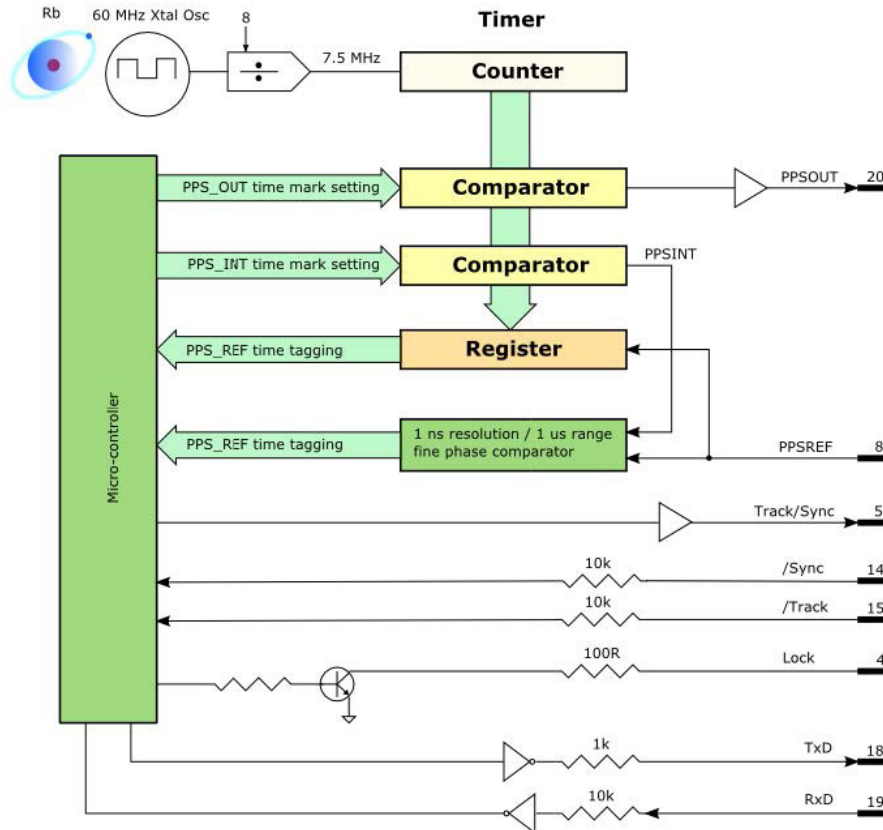 Rb
60 MHz Xtal Osc
8
Timer
7.5 MHz
Counter
PPS_OUT time mark setting
Comparator
PPSOUT
20
PPS_INT time mark setting
Comparator
PPSINT
PPS_REF time tagging
Register
Micro-controller
PPS_REF time tagging
1 ns resolution / 1 us range
fine phase comparator
PPSREF
8
Track/Sync
5
10k
/Sync
14
10k
/Track
15
100R
Lock
4
1k
TxD
18
10k
RxD
19